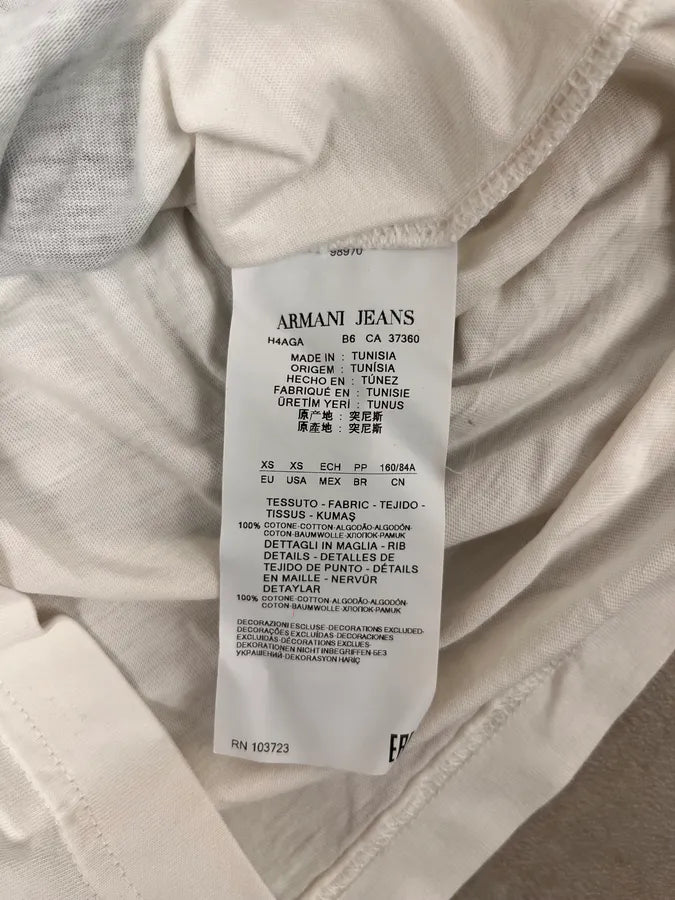 98970
ARMANI JEANS
H4AGA B6 CA 37360
MADE IN : TUNISIA
ORIGEM : TUNÍSIA
HECHO EN : TÚNEZ
FABRIQUÉ EN : TUNISIE
ÜRETİM YERİ : TUNUS
原产地 : 突尼斯
原產地 : 突尼斯
XS XS ECH PP 160/84A
EU USA MEX BR CN
TESSUTO - FABRIC - TEJIDO -
TISSUS - KUMAŞ
100% COTONE-COTTON-ALGODÃO-ALGODÓN-
COTON-BAUMWOLLE-ХЛОПОК-PAMUK
DETTAGLI IN MAGLIA - RIB
DETAILS - DETALLES DE
TEJIDO DE PUNTO - DÉTAILS
EN MAILLE - NERVÜR
DETAYLAR
100% COTONE-COTTON-ALGODÃO-ALGODÓN-
COTON-BAUMWOLLE-ХЛОПОК-PAMUK
DECORAZIONI ESCLUSE-DECORATIONS EXCLUDED-
DECORAÇÕES EXCLUÍDAS-DECORACIONES
EXCLUIDAS-DÉCORATIONS EXCLUES-
DEKORATIONEN NICHT INBEGRIFFEN-БЕЗ
УКРАШЕНИЙ-DEKORASYON HARİÇ
RN 103723